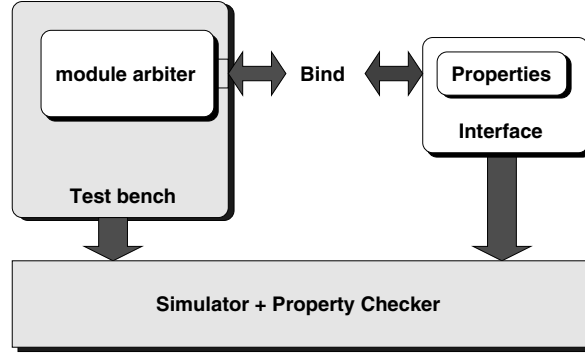 module arbiter
Bind
Properties
Interface
Test bench
Simulator + Property Checker